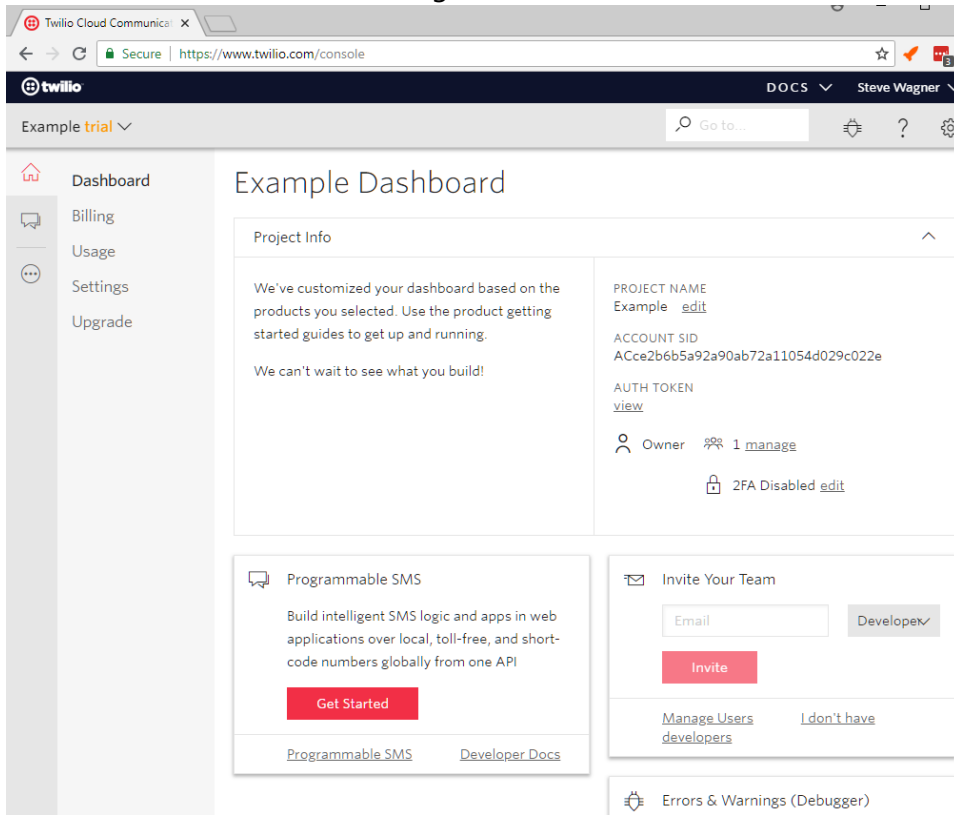 Twilio Cloud Communicat
Secure | https://www.twilio.com/console
3
twilio
DOCS
Steve Wagner
Example trial
Go to...
Dashboard
Billing
Usage
Settings
Upgrade
Example Dashboard
Project Info
We've customized your dashboard based on the
products you selected. Use the product getting
started guides to get up and running.
We can't wait to see what you build!
PROJECT NAME
Example edit
ACCOUNT SID
ACce2b6b5a92a90ab72a11054d029c022e
AUTH TOKEN
view
Owner 1 manage
2FA Disabled edit
Programmable SMS
Build intelligent SMS logic and apps in web
applications over local, toll-free, and short-
code numbers globally from one API
Get Started
Programmable SMS Developer Docs
Invite Your Team
Email
Developer
Invite
Manage Users I don't have
developers
Errors & Warnings (Debugger)